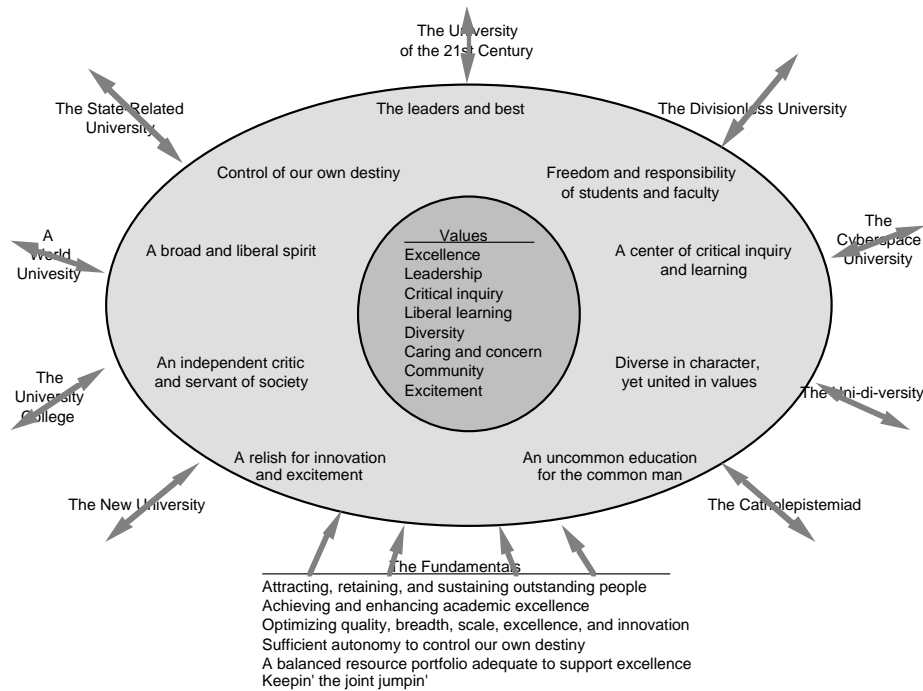 The University
of the 21st Century
The State-Related
University
The leaders and best
The Divisionless University
Control of our own destiny
Freedom and responsibility
of students and faculty
A
World
Univesity
A broad and liberal spirit
Values
Excellence
Leadership
Critical inquiry
Liberal learning
Diversity
Caring and concern
Community
Excitement
A center of critical inquiry
and learning
The
Cyberspace
University
The
University
College
An independent critic
and servant of society
Diverse in character,
yet united in values
The Uni-di-versity
A relish for innovation
and excitement
An uncommon education
for the common man
The New University
The Catholepistemiad
The Fundamentals
Attracting, retaining, and sustaining outstanding people
Achieving and enhancing academic excellence
Optimizing quality, breadth, scale, excellence, and innovation
Sufficient autonomy to control our own destiny
A balanced resource portfolio adequate to support excellence
Keepin' the joint jumpin'